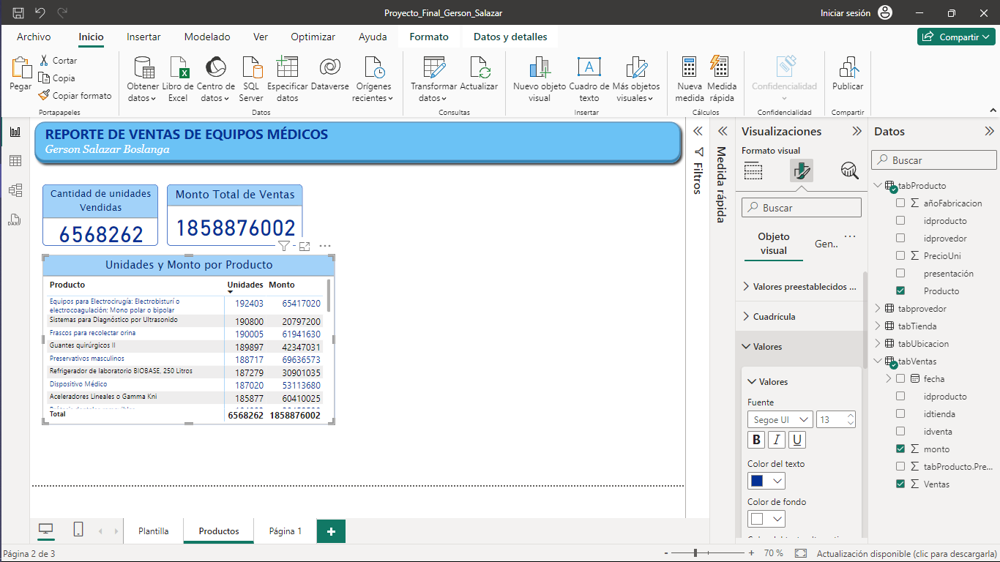 Proyecto_Final_Gerson_Salazar
Iniciar sesión
Archivo Inicio Insertar Modelado Ver Optimizar Ayuda Formato Datos y detalles Compartir
Pegar
Cortar
Copia
Copiar formato
Portapapeles
Obtener datos
Libro de Excel
Centro de datos
SQL Server
Especificar datos
Dataverse
Orígenes recientes
Datos
Transformar datos
Actualizar
Consultas
Nuevo objeto visual
Cuadro de texto
Más objetos visuales
Insertar
Nueva medida
Medida rápida
Cálculos
Confidencialidad
Confidencialidad
Publicar
Compartir
REPORTE DE VENTAS DE EQUIPOS MÉDICOS
Gerson Salazar Boslanga
Cantidad de unidades
Vendidas
6568262
Monto Total de Ventas
1858876002
Unidades y Monto por Producto
Producto Unidades Monto
Equipos para Electrocirugía: Electrobisturí o
electrocoagulación; Mono polar o bipolar 192403 65417020
Sistemas para Diagnóstico por Ultrasonido 190800 20797200
Frascos para recolectar orina 190005 61941630
Guantes quirúrgicos II 189897 42347031
Preservativos masculinos 188717 69636573
Refrigerador de laboratorio BIOBASE, 250 Litros 187279 30901035
Dispositivo Médico 187020 53113680
Aceleradores Lineales o Gamma Kni 185877 60410025
Total 6568262 1858876002
Filtros
Medida rápida
Visualizaciones
Formato visual
Buscar
Objeto
visual
Gen..
Valores preestablecidos ...
Cuadrícula
Valores
Valores
Fuente
Segoe UI 13
B I U
Color del texto
Color de fondo
Datos
Buscar
tabProducto
añoFabricacion
idproducto
idprovedor
PrecioUni
presentación
Producto
tabprovedor
tabTienda
tabUbicacion
tabVentas
fecha
idproducto
idtienda
idventa
monto
tabProducto.Pre...
Ventas
Plantilla Productos Página 1
Página 2 de 3
- + 70 %
Actualización disponible (clic para descargarla)